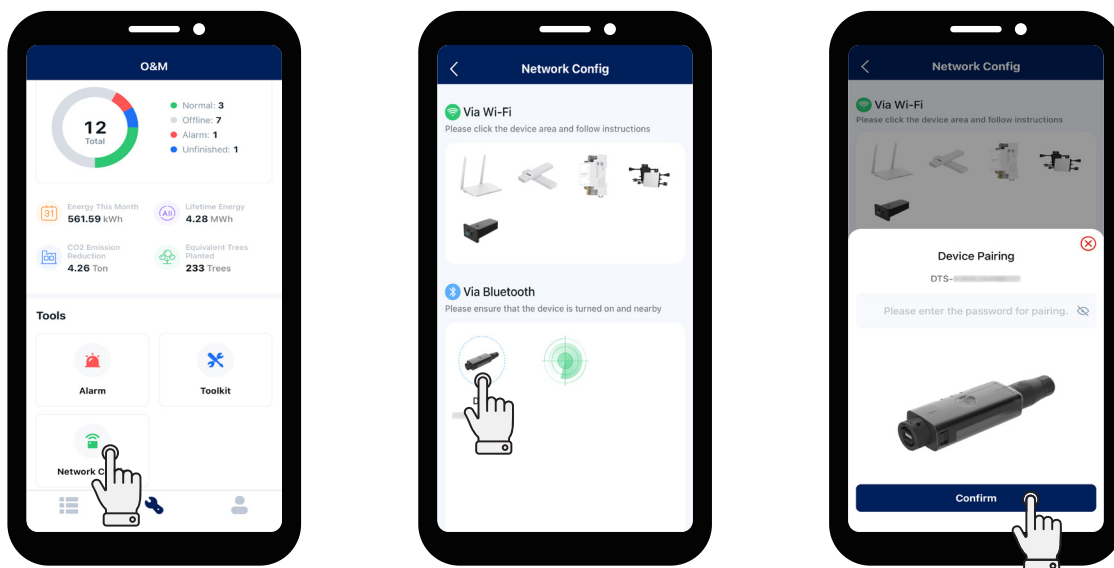 O&M
12
Total
Normal: 3
Offline: 7
Alarm: 1
Unfinished: 1
31
Energy This Month
561.59 kWh
All
Lifetime Energy
4.28 MWh
CO2 Emission
Reduction
4.26 Ton
Equivalent Trees
Planted
233 Trees
Tools
Alarm
Toolkit
Network C
Network Config
Via Wi-Fi
Please click the device area and follow instructions
Via Bluetooth
Please ensure that the device is turned on and nearby
D
Network Config
Via Wi-Fi
Please click the device area and follow instructions
Device Pairing
DTS-
Please enter the password for pairing.
Confirm